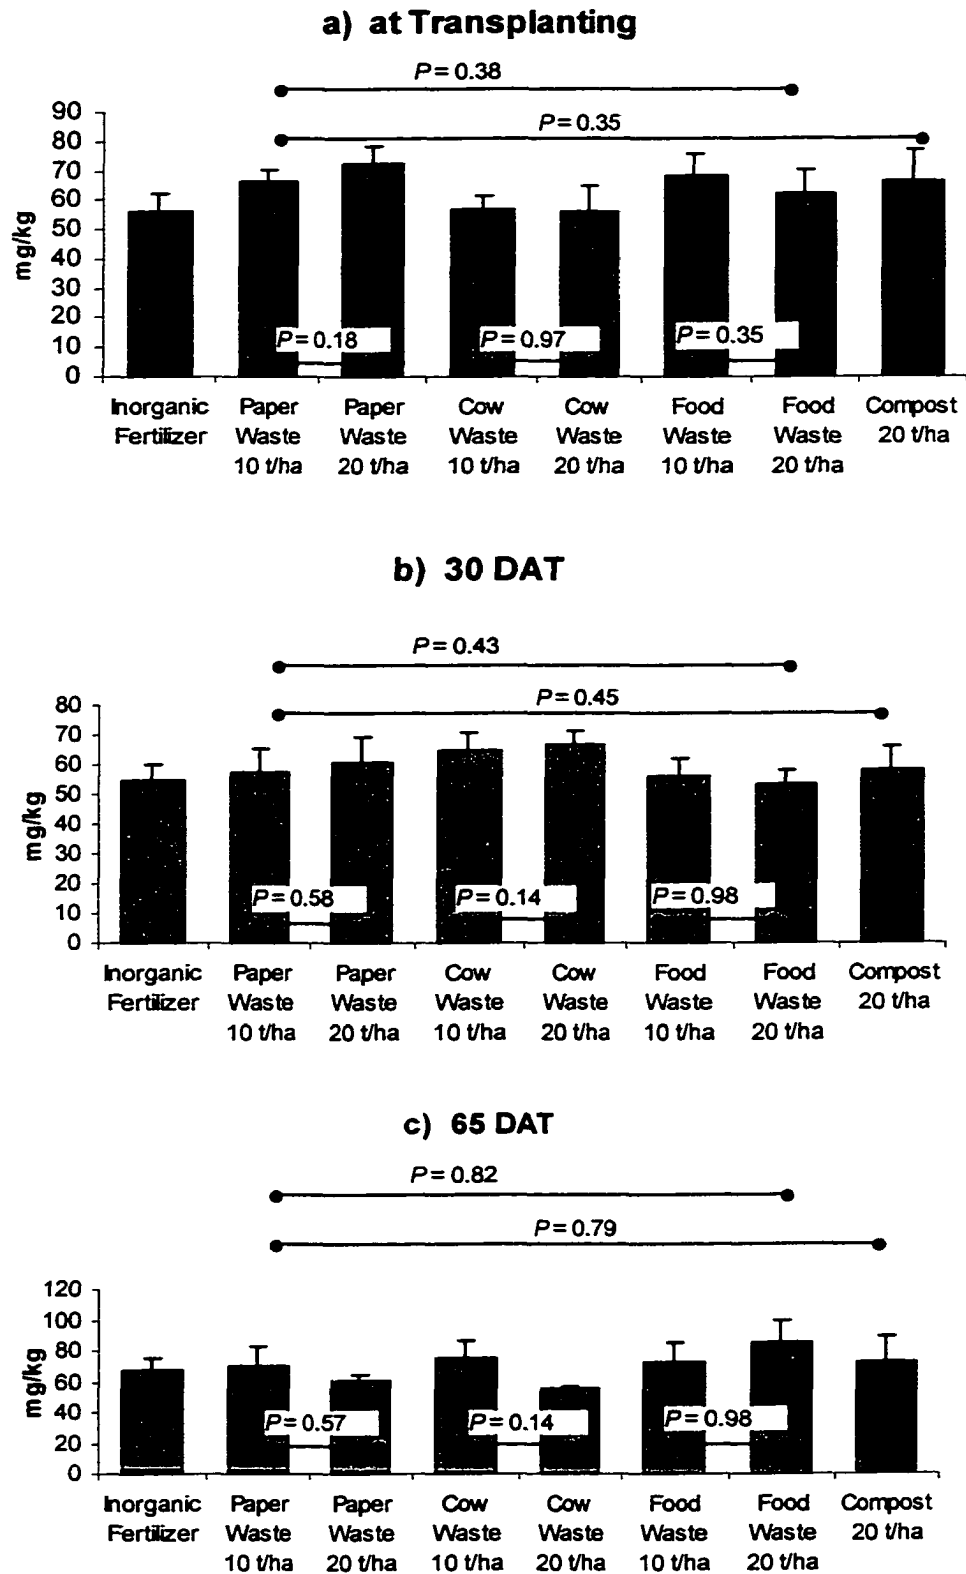 a) at Transplanting
P = 0.38
P = 0.35
90
80
70
60
50
40
30
20
10
0
mg/kg
P = 0.18
P = 0.97
P = 0.35
Inorganic Fertilizer
Paper Waste 10 t/ha
Paper Waste 20 t/ha
Cow Waste 10 t/ha
Cow Waste 20 t/ha
Food Waste 10 t/ha
Food Waste 20 t/ha
Compost 20 t/ha
b) 30 DAT
P = 0.43
P = 0.45
80
70
60
50
40
30
20
10
0
mg/kg
P = 0.58
P = 0.14
P = 0.98
Inorganic Fertilizer
Paper Waste 10 t/ha
Paper Waste 20 t/ha
Cow Waste 10 t/ha
Cow Waste 20 t/ha
Food Waste 10 t/ha
Food Waste 20 t/ha
Compost 20 t/ha
c) 65 DAT
P = 0.82
P = 0.79
120
100
80
60
40
20
0
mg/kg
P = 0.57
P = 0.14
P = 0.98
Inorganic Fertilizer
Paper Waste 10 t/ha
Paper Waste 20 t/ha
Cow Waste 10 t/ha
Cow Waste 20 t/ha
Food Waste 10 t/ha
Food Waste 20 t/ha
Compost 20 t/ha